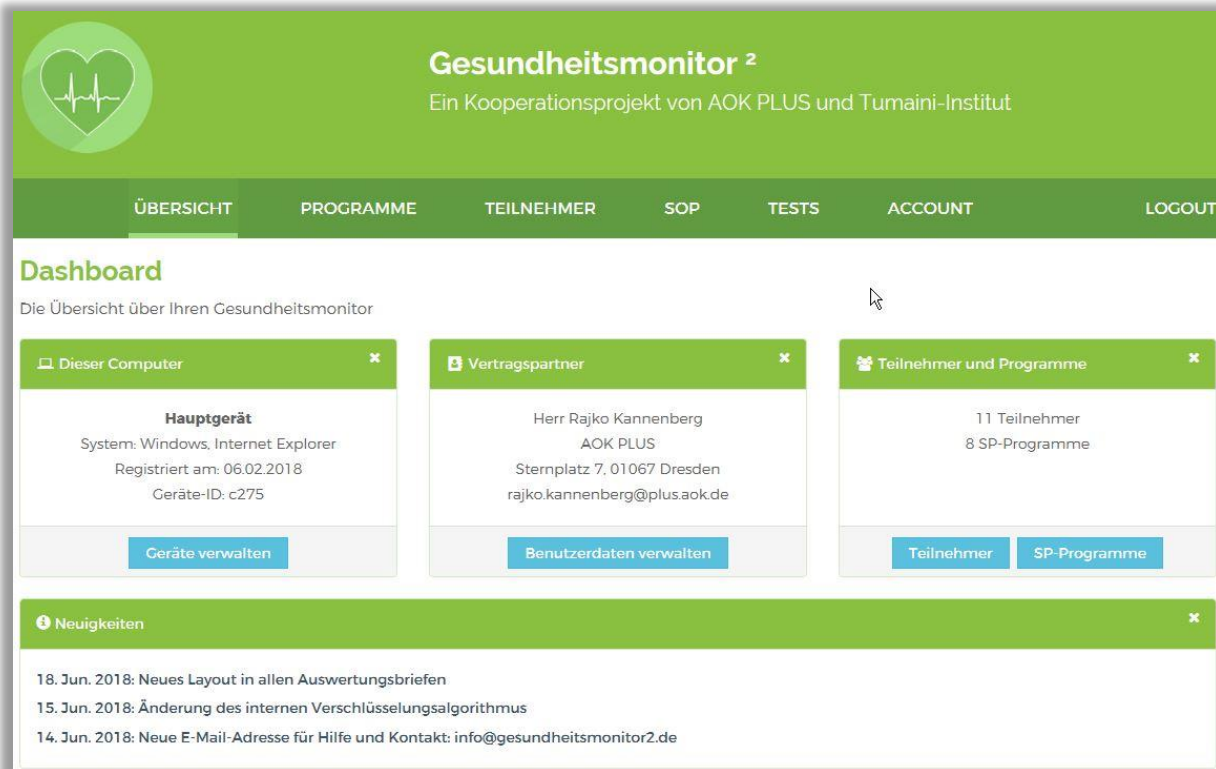 Gesundheitsmonitor ²
Ein Kooperationsprojekt von AOK PLUS und Tumaini-Institut
ÜBERSICHT PROGRAMME TEILNEHMER SOP TESTS ACCOUNT LOGOUT
Dashboard
Die Übersicht über Ihren Gesundheitsmonitor
Dieser Computer
Hauptgerät
System: Windows, Internet Explorer
Registriert am: 06.02.2018
Geräte-ID: c275
Geräte verwalten
Vertragspartner
Herr Rajko Kannenberg
AOK PLUS
Sternplatz 7, 01067 Dresden
rajko.kannenberg@plus.aok.de
Benutzerdaten verwalten
Teilnehmer und Programme
11 Teilnehmer
8 SP-Programme
Teilnehmer SP-Programme
Neuigkeiten
18. Jun. 2018: Neues Layout in allen Auswertungsbriefen
15. Jun. 2018: Änderung des internen Verschlüsselungsalgorithmus
14. Jun. 2018: Neue E-Mail-Adresse für Hilfe und Kontakt: info@gesundheitsmonitor2.de